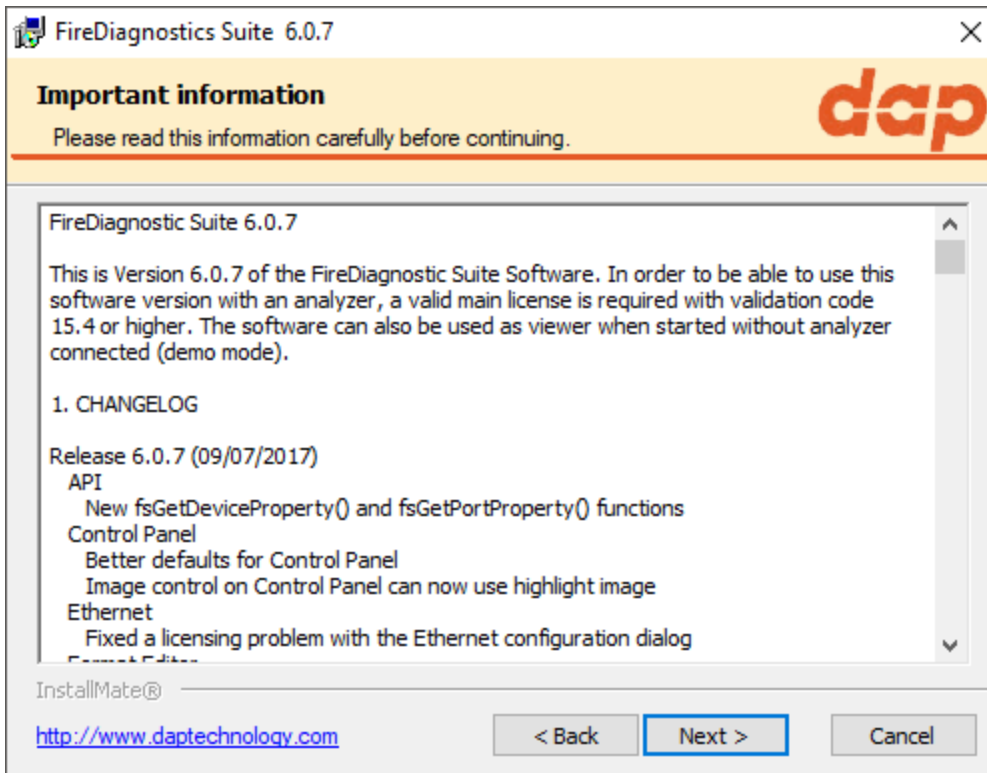 FireDiagnostics Suite 6.0.7
Important information
dap
Please read this information carefully before continuing.
FireDiagnostic Suite 6.0.7
This is Version 6.0.7 of the FireDiagnostic Suite Software. In order to be able to use this
software version with an analyzer, a valid main license is required with validation code
15.4 or higher. The software can also be used as viewer when started without analyzer
connected (demo mode).
1. CHANGELOG
Release 6.0.7 (09/07/2017)
API
New fsGetDeviceProperty() and fsGetPortProperty() functions
Control Panel
Better defaults for Control Panel
Image control on Control Panel can now use highlight image
Ethernet
Fixed a licensing problem with the Ethernet configuration dialog
Format Editor
InstallMate®
http://www.daptechnology.com
< Back
Next >
Cancel